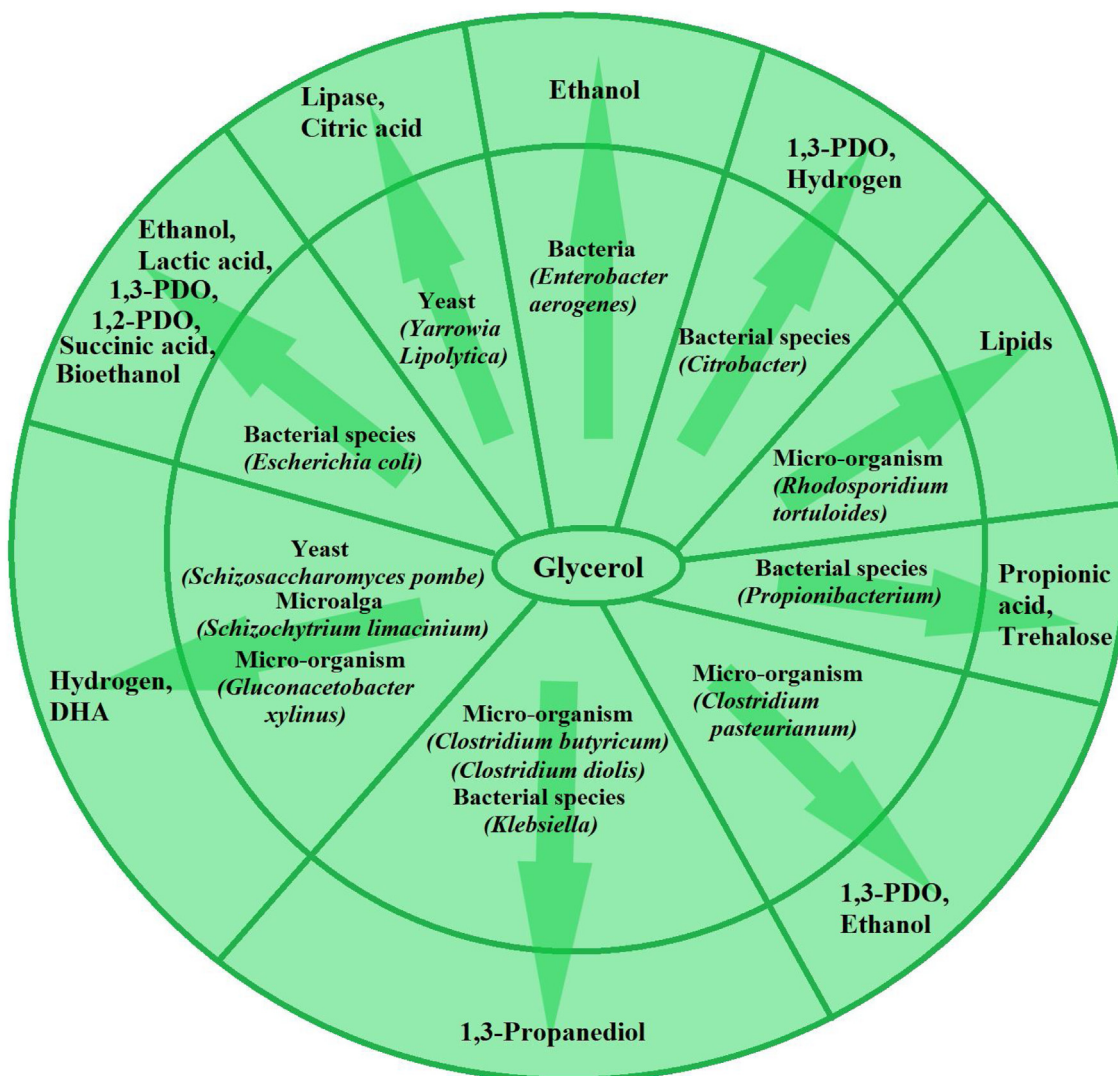 Ethanol
Bacteria
(Enterobacter
aerogenes)
1,3-PDO,
Hydrogen
Bacterial species
(Citrobacter)
Lipids
Micro-organism
(Rhodosporidium
tortuloides)
Propionic
acid,
Trehalose
Bacterial species
(Propionibacterium)
Micro-organism
(Clostridium
pasteurianum)
1,3-PDO,
Ethanol
Micro-organism
(Clostridium butyricum)
(Clostridium diolis)
Bacterial species
(Klebsiella)
1,3-Propanediol
Yeast
(Schizosaccharomyces pombe)
Microalga
(Schizochytrium limacinium)
Micro-organism
(Gluconacetobacter
xylinus)
Hydrogen,
DHA
Ethanol,
Lactic acid,
1,3-PDO,
1,2-PDO,
Succinic acid,
Bioethanol
Bacterial species
(Escherichia coli)
Lipase,
Citric acid
Yeast
(Yarrowia
Lipolytica)
Glycerol